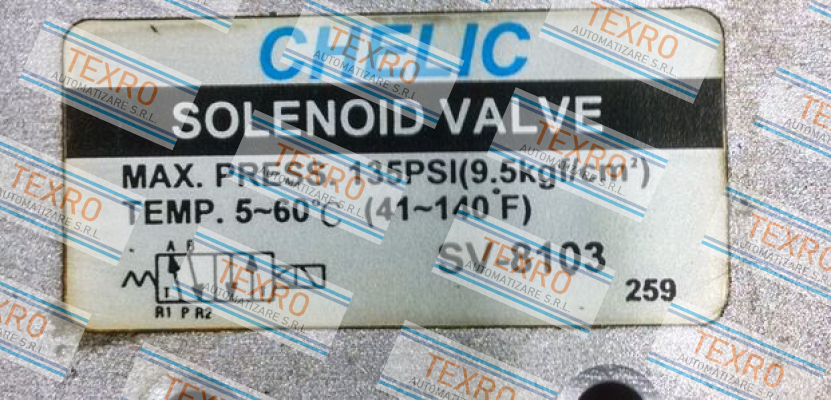 CHELIC
SOLENOID VALVE
MAX. PRESS. 135PSI(9.5kgf/cm²)
TEMP. 5~60°C (41~140°F)
A B
SV-8103
R1 P R2
259
TEXRO
AUTOMATIZARE S.R.L.